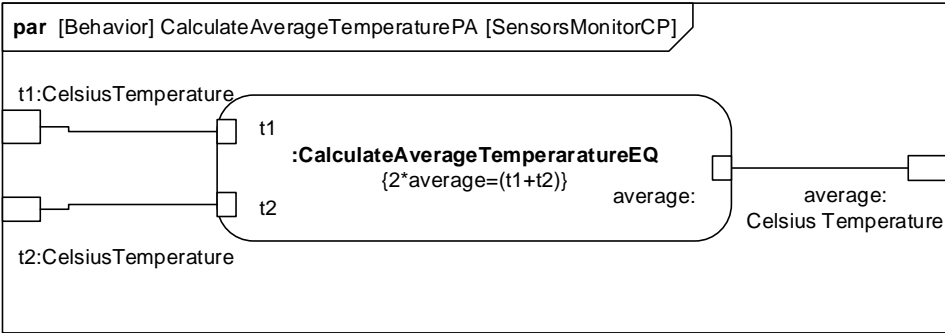 par [Behavior] CalculateAverageTemperaturePA [SensorsMonitorCP]
t1:CelsiusTemperature
t1
:CalculateAverageTemperaratureEQ
{2*average=(t1+t2)}
average:
t2
average:
Celsius Temperature
t2:CelsiusTemperature